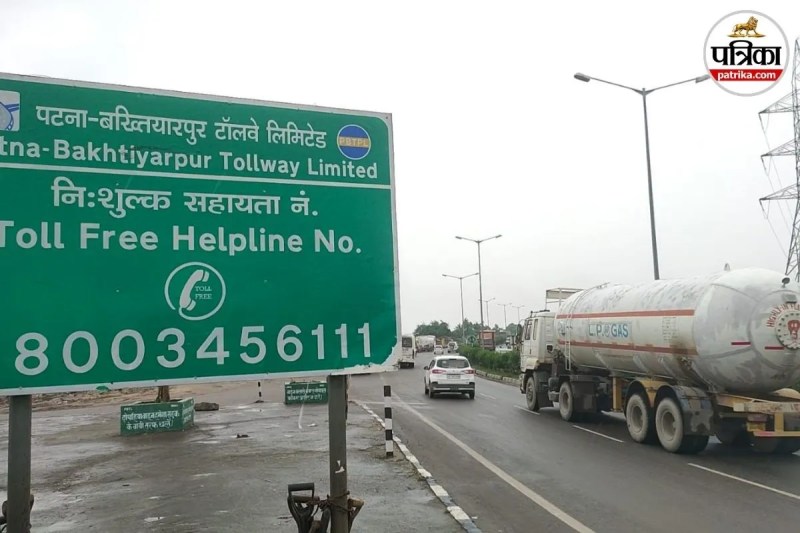 पत्रिका
patrika.com
पटना-बख्तियारपुर टॉलवे लिमिटेड
PBTPL
tna-Bakhtiyarpur Tollway Limited
नि:शुल्क सहायता नं.
Toll Free Helpline No.
TOLL
FREE
8003456111
L.P. GAS
HIGHLY